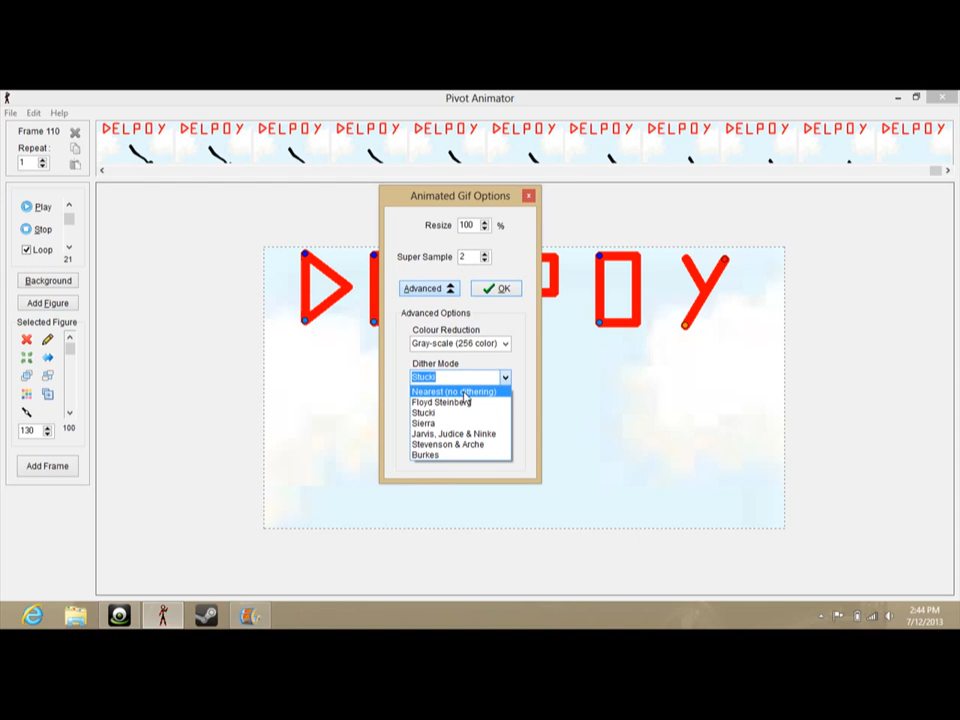 Pivot Animator
File Edit Help
Frame 110
Repeat:
1
DELPOY DELPOY DELPOY DELPOY DELPOY DELPOY DELPOY DELPOY DELPOY DELPOY DELPOY
Play
Stop
Loop
21
Background
Add Figure
Selected Figure
130
100
Add Frame
Animated Gif Options
Resize 100 %
Super Sample 2
Advanced OK
Advanced Options
Colour Reduction
Gray-scale (256 color)
Dither Mode
Stucki
Nearest (no dithering)
Floyd Steinberg
Stucki
Sierra
Jarvis, Judice & Ninke
Stevenson & Arche
Burkes
D P O Y
2:44 PM
7/12/2013